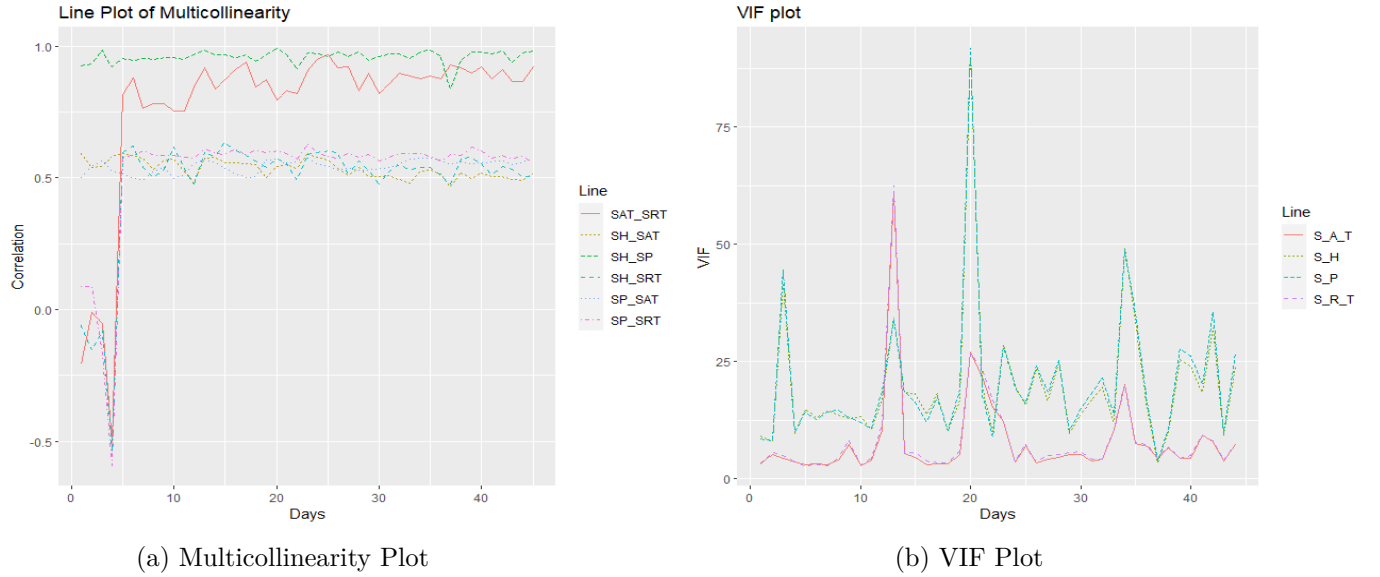 Line Plot of Multicollinearity
1.0
0.5
0.0
-0.5
Correlation
0
10
20
30
40
Days
Line
SAT_SRT
SH_SAT
SH_SP
SH_SRT
SP_SAT
SP_SRT
(a) Multicollinearity Plot
VIF plot
75
50
25
0
VIF
0
10
20
30
40
Days
Line
S_A_T
S_H
S_P
S_R_T
(b) VIF Plot